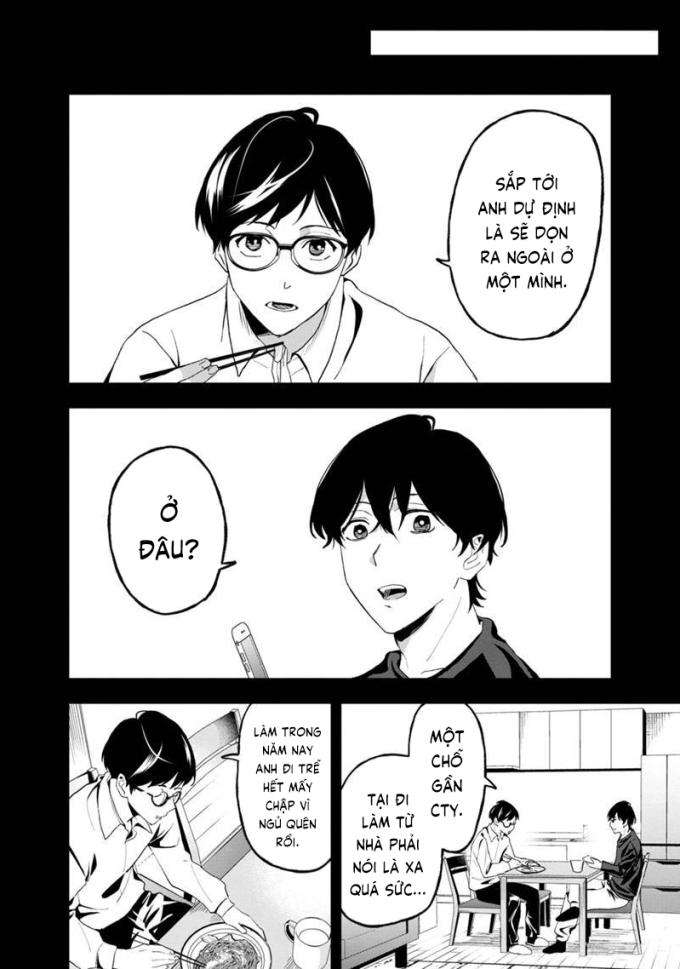 SẮP TỚI
ANH DỰ ĐỊNH
LÀ SẼ DỌN
RA NGOÀI Ở
MỘT MÌNH.
Ở
ĐÂU?
MỘT
CHỖ
GẦN
CTY.
TẠI ĐI
LÀM TỪ
NHÀ PHẢI
NÓI LÀ XA
QUÁ SỨC...
LÀM TRONG
NĂM NAY
ANH DI TRỂ
HẾT MẤY
CHẬP VÌ
NGỦ QUÊN
RỒI.